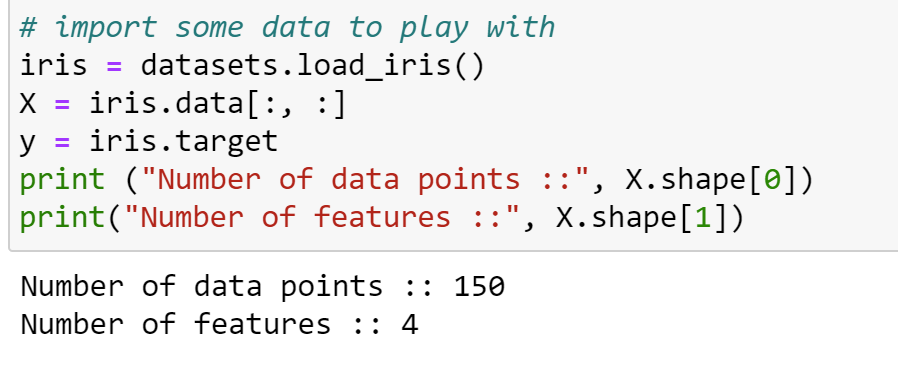 # import some data to play with
iris = datasets.load_iris()
X = iris.data[:, :]
y = iris.target
print ("Number of data points ::", X.shape[0])
print("Number of features ::", X.shape[1])
Number of data points :: 150
Number of features :: 4